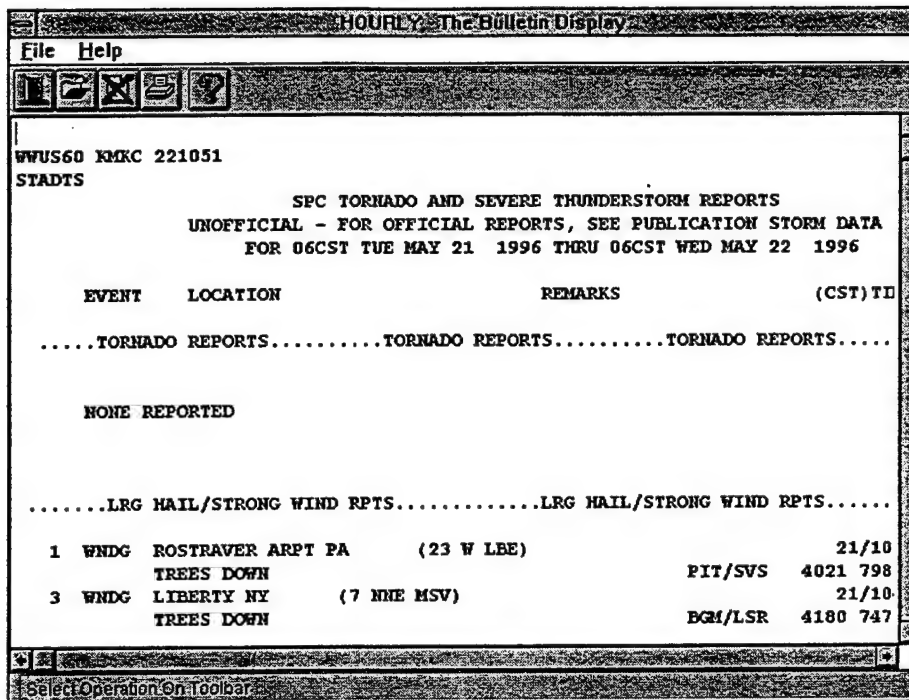 HOURLY - The Bulletin Display
File Help
WWUS60 KMKC 221051
STADTS
SPC TORNADO AND SEVERE THUNDERSTORM REPORTS
UNOFFICIAL - FOR OFFICIAL REPORTS, SEE PUBLICATION STORM DATA
FOR 06CST TUE MAY 21 1996 THRU 06CST WED MAY 22 1996
EVENT LOCATION REMARKS (CST)TI
.....TORNADO REPORTS..........TORNADO REPORTS..........TORNADO REPORTS.....
NONE REPORTED
.......LRG HAIL/STRONG WIND RPTS.............LRG HAIL/STRONG WIND RPTS......
1 WNDG ROSTRAVER ARPT PA (23 W LBE) 21/10
TREES DOWN PIT/SVS 4021 798
3 WNDG LIBERTY NY (7 NNE MSV) 21/10
TREES DOWN BGM/LSR 4180 747
Select Operation On Toolbar